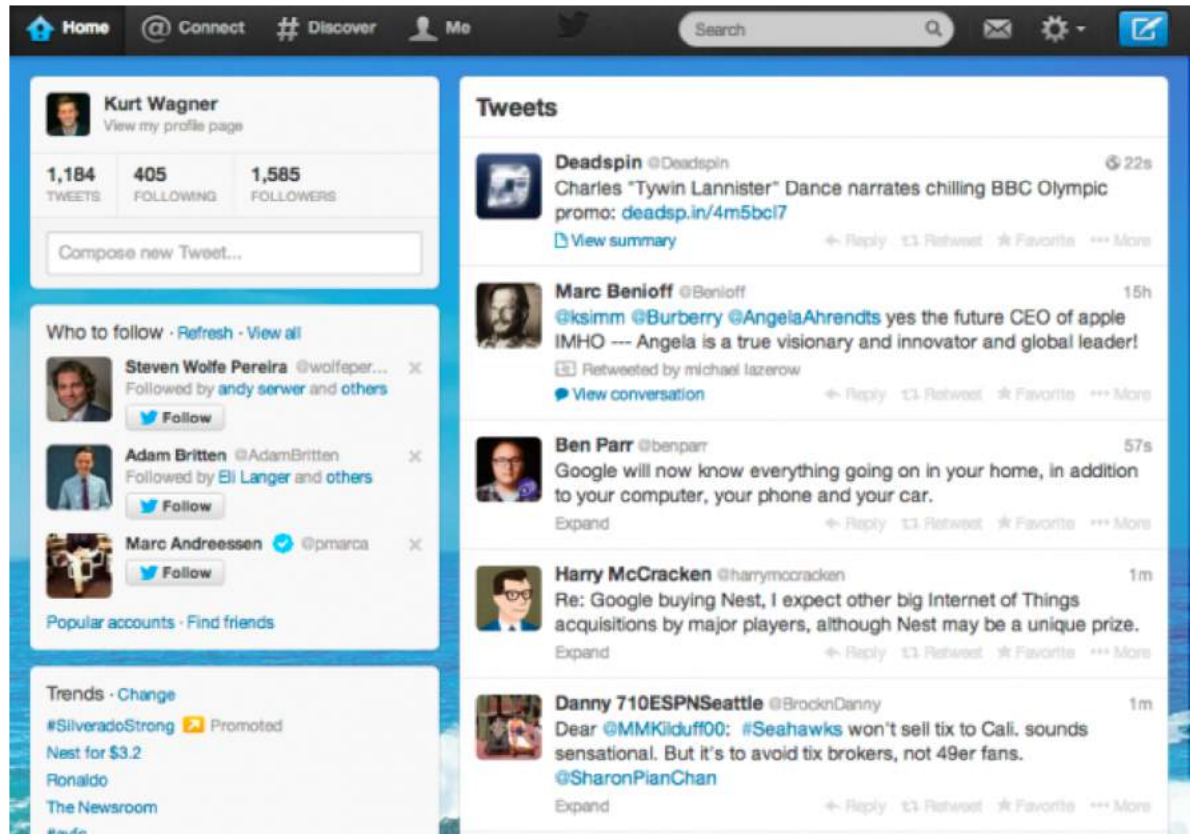 Home @ Connect # Discover Me Search
Kurt Wagner
View my profile page
1,184 405 1,585
TWEETS FOLLOWING FOLLOWERS
Compose new Tweet...
Who to follow · Refresh · View all
Steven Wolfe Pereira @wolfeper...
Followed by andy serwer and others
Follow
Adam Britten @AdamBritten
Followed by Eli Langer and others
Follow
Marc Andreessen @pmarca
Follow
Popular accounts · Find friends
Trends · Change
#SilveradoStrong Promoted
Nest for $3.2
Ronaldo
The Newsroom
Tweets
Deadspin @Deadspin 22s
Charles "Tywin Lannister" Dance narrates chilling BBC Olympic
promo: deadsp.in/4m5bcl7
View summary Reply Retweet Favorite More
Marc Benioff @Benioff 15h
@ksimm @Burberry @AngelaAhrendts yes the future CEO of apple
IMHO --- Angela is a true visionary and innovator and global leader!
Retweeted by michael lazerow
View conversation Reply Retweet Favorite More
Ben Parr @benparr 57s
Google will now know everything going on in your home, in addition
to your computer, your phone and your car.
Expand Reply Retweet Favorite More
Harry McCracken @harrymccracken 1m
Re: Google buying Nest, I expect other big Internet of Things
acquisitions by major players, although Nest may be a unique prize.
Expand Reply Retweet Favorite More
Danny 710ESPNSeattle @BrocknDanny 1m
Dear @MMKilduff00: #Seahawks won't sell tix to Cali. sounds
sensational. But it's to avoid tix brokers, not 49er fans.
@SharonPianChan
Expand Reply Retweet Favorite More